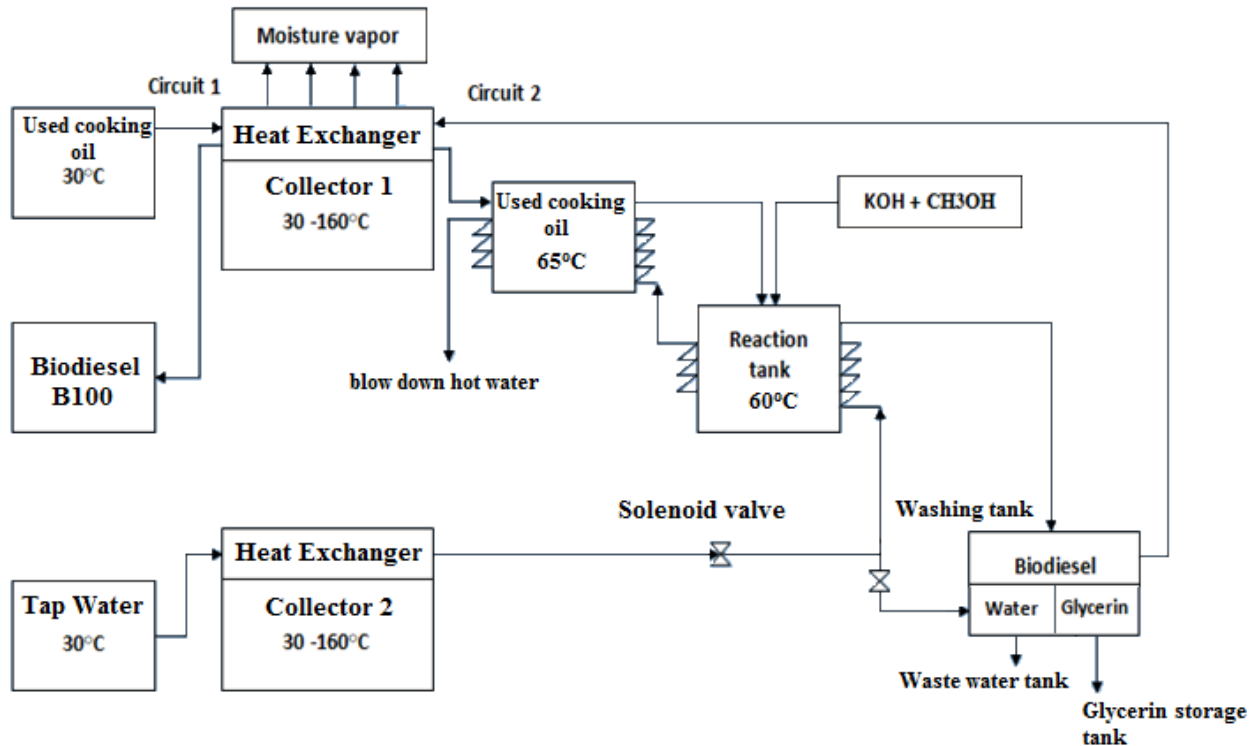 Moisture vapor
Circuit 1
Circuit 2
Used cooking
oil
30°C
Heat Exchanger
Collector 1
30 -160°C
Used cooking
oil
65°C
KOH + CH3OH
Biodiesel
B100
blow down hot water
Reaction
tank
60°C
Solenoid valve
Washing tank
Tap Water
30°C
Heat Exchanger
Collector 2
30 -160°C
Biodiesel
Water
Glycerin
Waste water tank
Glycerin storage
tank